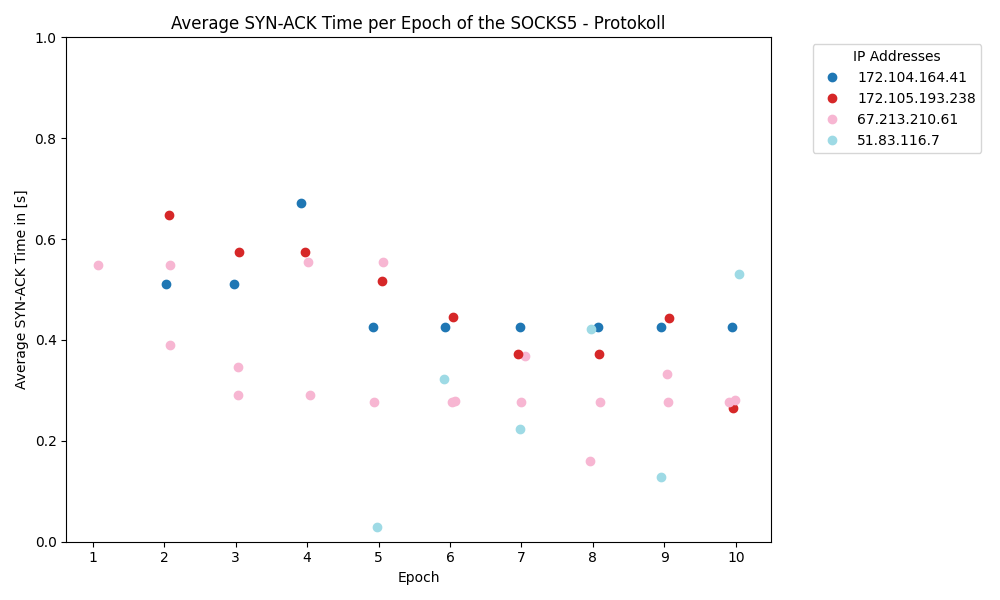 Average SYN-ACK Time per Epoch of the SOCKS5 - Protokoll
IP Addresses
172.104.164.41
172.105.193.238
67.213.210.61
51.83.116.7
Average SYN-ACK Time in [s]
1.0
0.8
0.6
0.4
0.2
0.0
1 2 3 4 5 6 7 8 9 10
Epoch